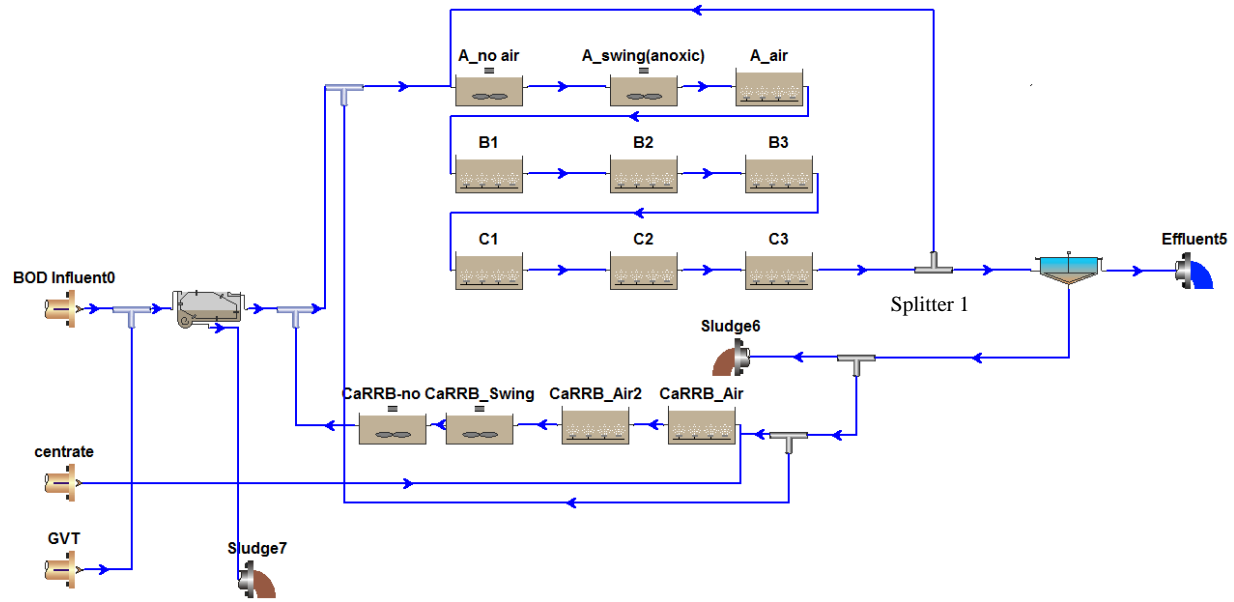 A_no air
A_swing(anoxic)
A_air
B1
B2
B3
C1
C2
C3
BOD Influent0
Effluent5
Splitter 1
Sludge6
CaRRB-no
CaRRB_Swing
CaRRB_Air2
CaRRB_Air
centrate
GVT
Sludge7